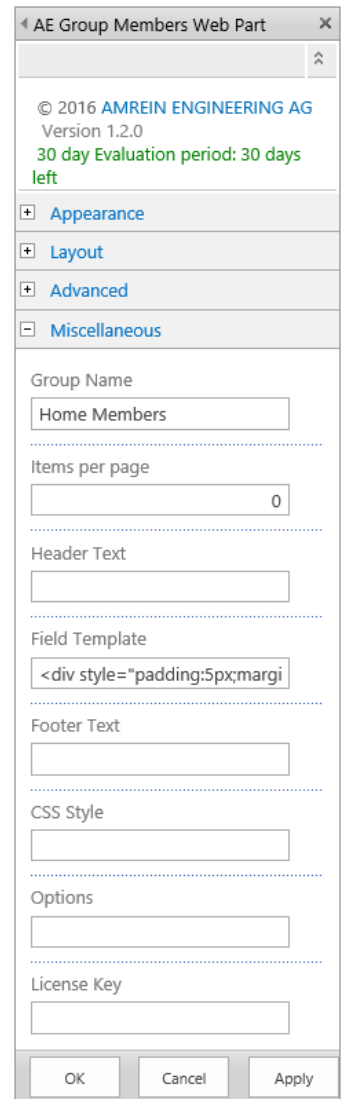 AE Group Members Web Part
© 2016 AMREIN ENGINEERING AG
Version 1.2.0
30 day Evaluation period: 30 days
left
Appearance
Layout
Advanced
Miscellaneous
Group Name
Home Members
Items per page
0
Header Text
Field Template
<div style="padding:5px;margi
Footer Text
CSS Style
Options
License Key
OK Cancel Apply